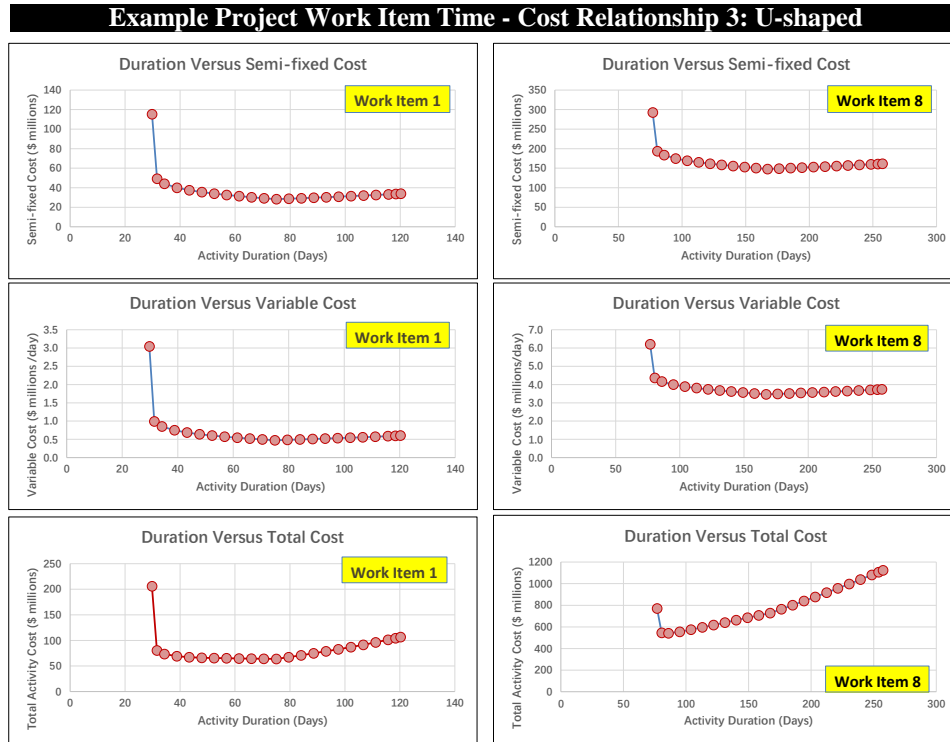 Example Project Work Item Time - Cost Relationship 3: U-shaped
Duration Versus Semi-fixed Cost
Work Item 1
Semi-fixed Cost ($ millions)
140
120
100
80
60
40
20
0
0 20 40 60 80 100 120 140
Activity Duration (Days)
Duration Versus Semi-fixed Cost
Work Item 8
Semi-fixed Cost ($ millions)
350
300
250
200
150
100
50
0
0 50 100 150 200 250 300
Activity Duration (Days)
Duration Versus Variable Cost
Work Item 1
Variable Cost ($ millions /day)
3.5
3.0
2.5
2.0
1.5
1.0
0.5
0.0
0 20 40 60 80 100 120 140
Activity Duration (Days)
Duration Versus Variable Cost
Work Item 8
Variable Cost ($ millions/day)
7.0
6.0
5.0
4.0
3.0
2.0
1.0
0.0
0 50 100 150 200 250 300
Activity Duration (Days)
Duration Versus Total Cost
Work Item 1
Total Activity Cost ($ millions)
250
200
150
100
50
0
0 20 40 60 80 100 120 140
Activity Duration (Days)
Duration Versus Total Cost
Work Item 8
Total Activity Cost ($ millions)
1200
1000
800
600
400
200
0
0 50 100 150 200 250 300
Activity Duration (Days)